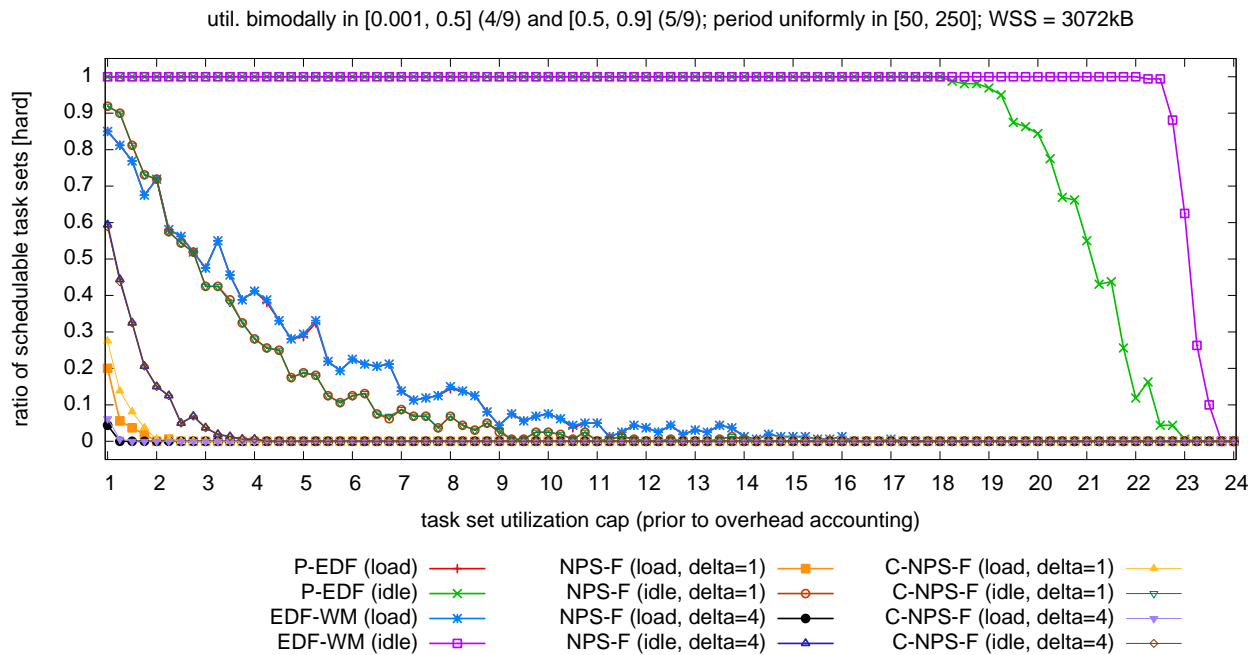 util. bimodally in [0.001, 0.5] (4/9) and [0.5, 0.9] (5/9); period uniformly in [50, 250]; WSS = 3072kB
ratio of schedulable task sets [hard]
1
0.9
0.8
0.7
0.6
0.5
0.4
0.3
0.2
0.1
0
1 2 3 4 5 6 7 8 9 10 11 12 13 14 15 16 17 18 19 20 21 22 23 24
task set utilization cap (prior to overhead accounting)
P-EDF (load)
P-EDF (idle)
EDF-WM (load)
EDF-WM (idle)
NPS-F (load, delta=1)
NPS-F (idle, delta=1)
NPS-F (load, delta=4)
NPS-F (idle, delta=4)
C-NPS-F (load, delta=1)
C-NPS-F (idle, delta=1)
C-NPS-F (load, delta=4)
C-NPS-F (idle, delta=4)